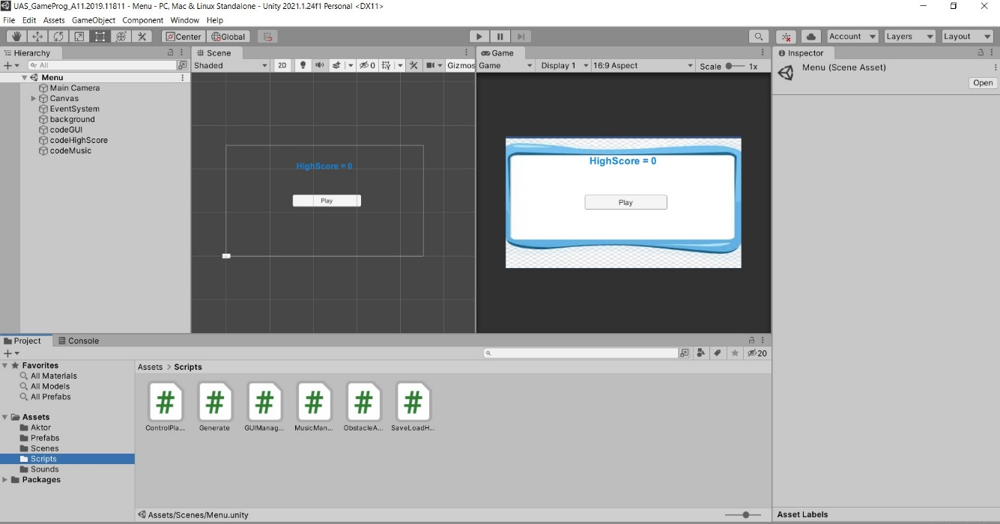 UAS_GameProg_A11.2019.11811 - Menu - PC, Mac & Linux Standalone - Unity 2021.1.24f1 Personal <DX11>
File Edit Assets GameObject Component Window Help
Center Global Account Layers Layout
Hierarchy
All
Menu
Main Camera
Canvas
EventSystem
background
codeGUI
codeHighScore
codeMusic
Scene
Shaded 2D 0 Gizmos
HighScore = 0
Play
Game
Game Display 1 16:9 Aspect Scale 1x
HighScore = 0
Play
Inspector
Menu (Scene Asset)
Open
Project Console
20
Favorites
All Materials
All Models
All Prefabs
Assets
Aktor
Prefabs
Scenes
Scripts
Sounds
Packages
Assets > Scripts
ControlPla... Generate GUIManag... MusicMan... ObstacleA... SaveLoadH...
Assets/Scenes/Menu.unity
Asset Labels